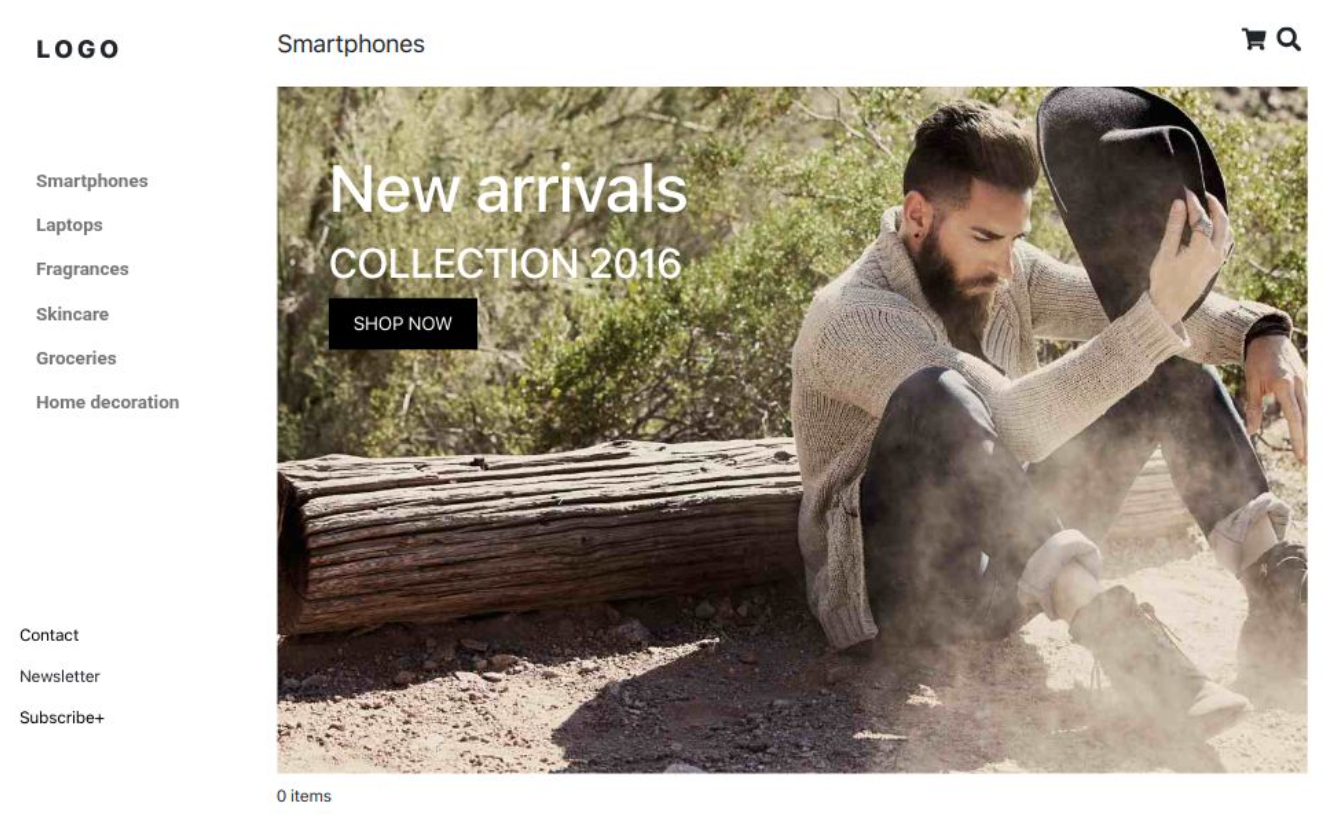 LOGO
Smartphones
Laptops
Fragrances
Skincare
Groceries
Home decoration
Contact
Newsletter
Subscribe+
Smartphones
New arrivals
COLLECTION 2016
SHOP NOW
0 items